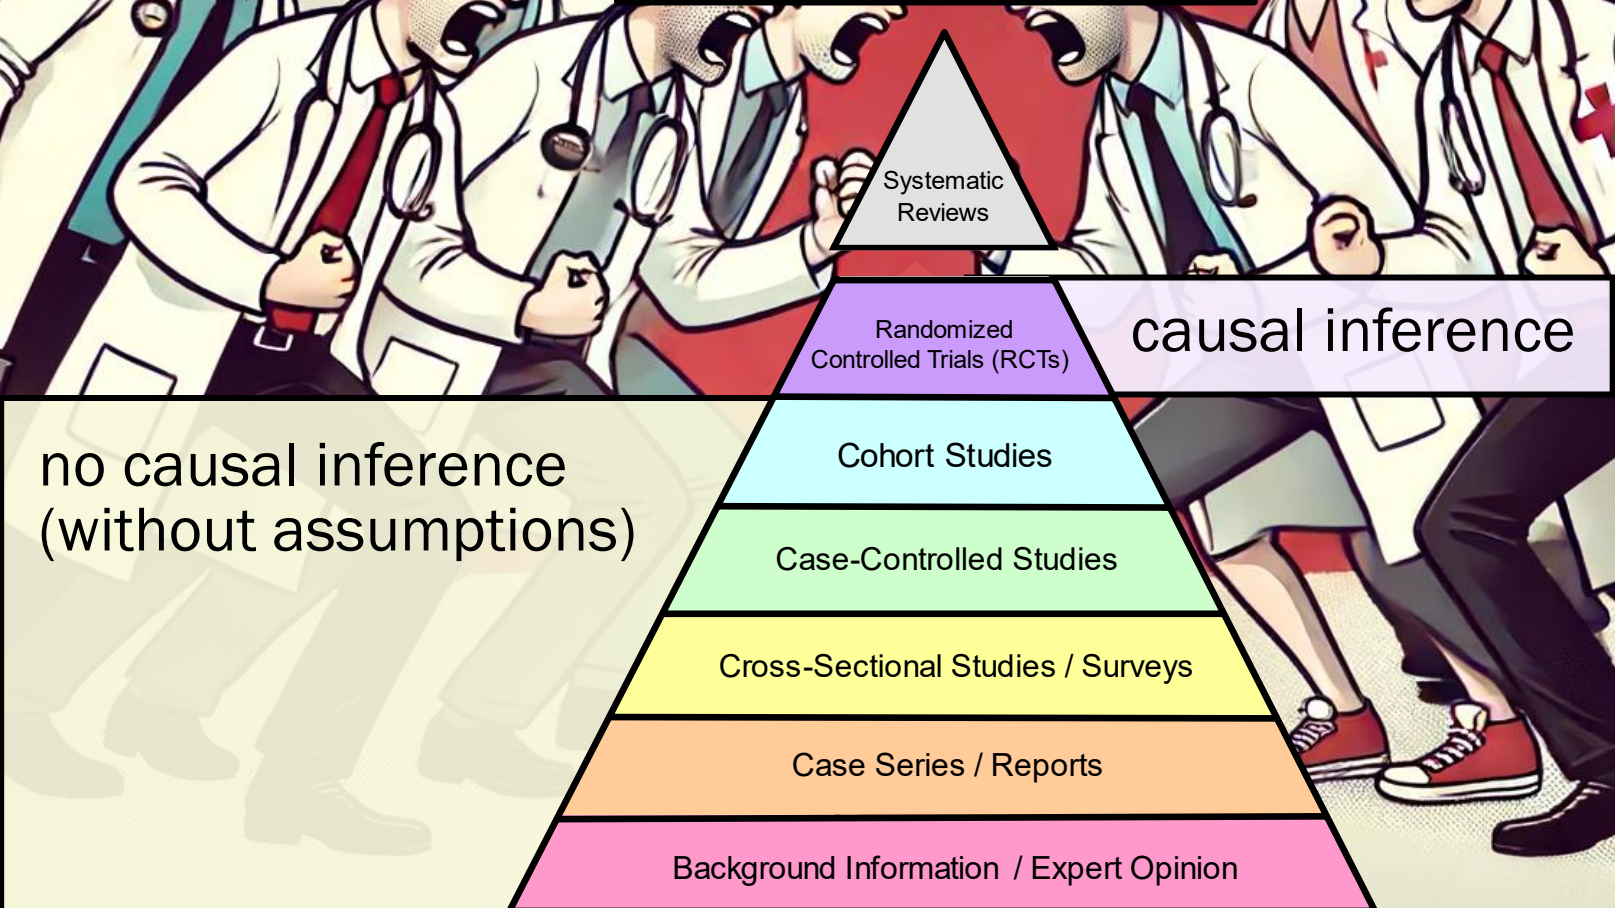 Systematic
Reviews
Randomized
Controlled Trials (RCTs)
causal inference
no causal inference
(without assumptions)
Cohort Studies
Case-Controlled Studies
Cross-Sectional Studies / Surveys
Case Series / Reports
Background Information / Expert Opinion